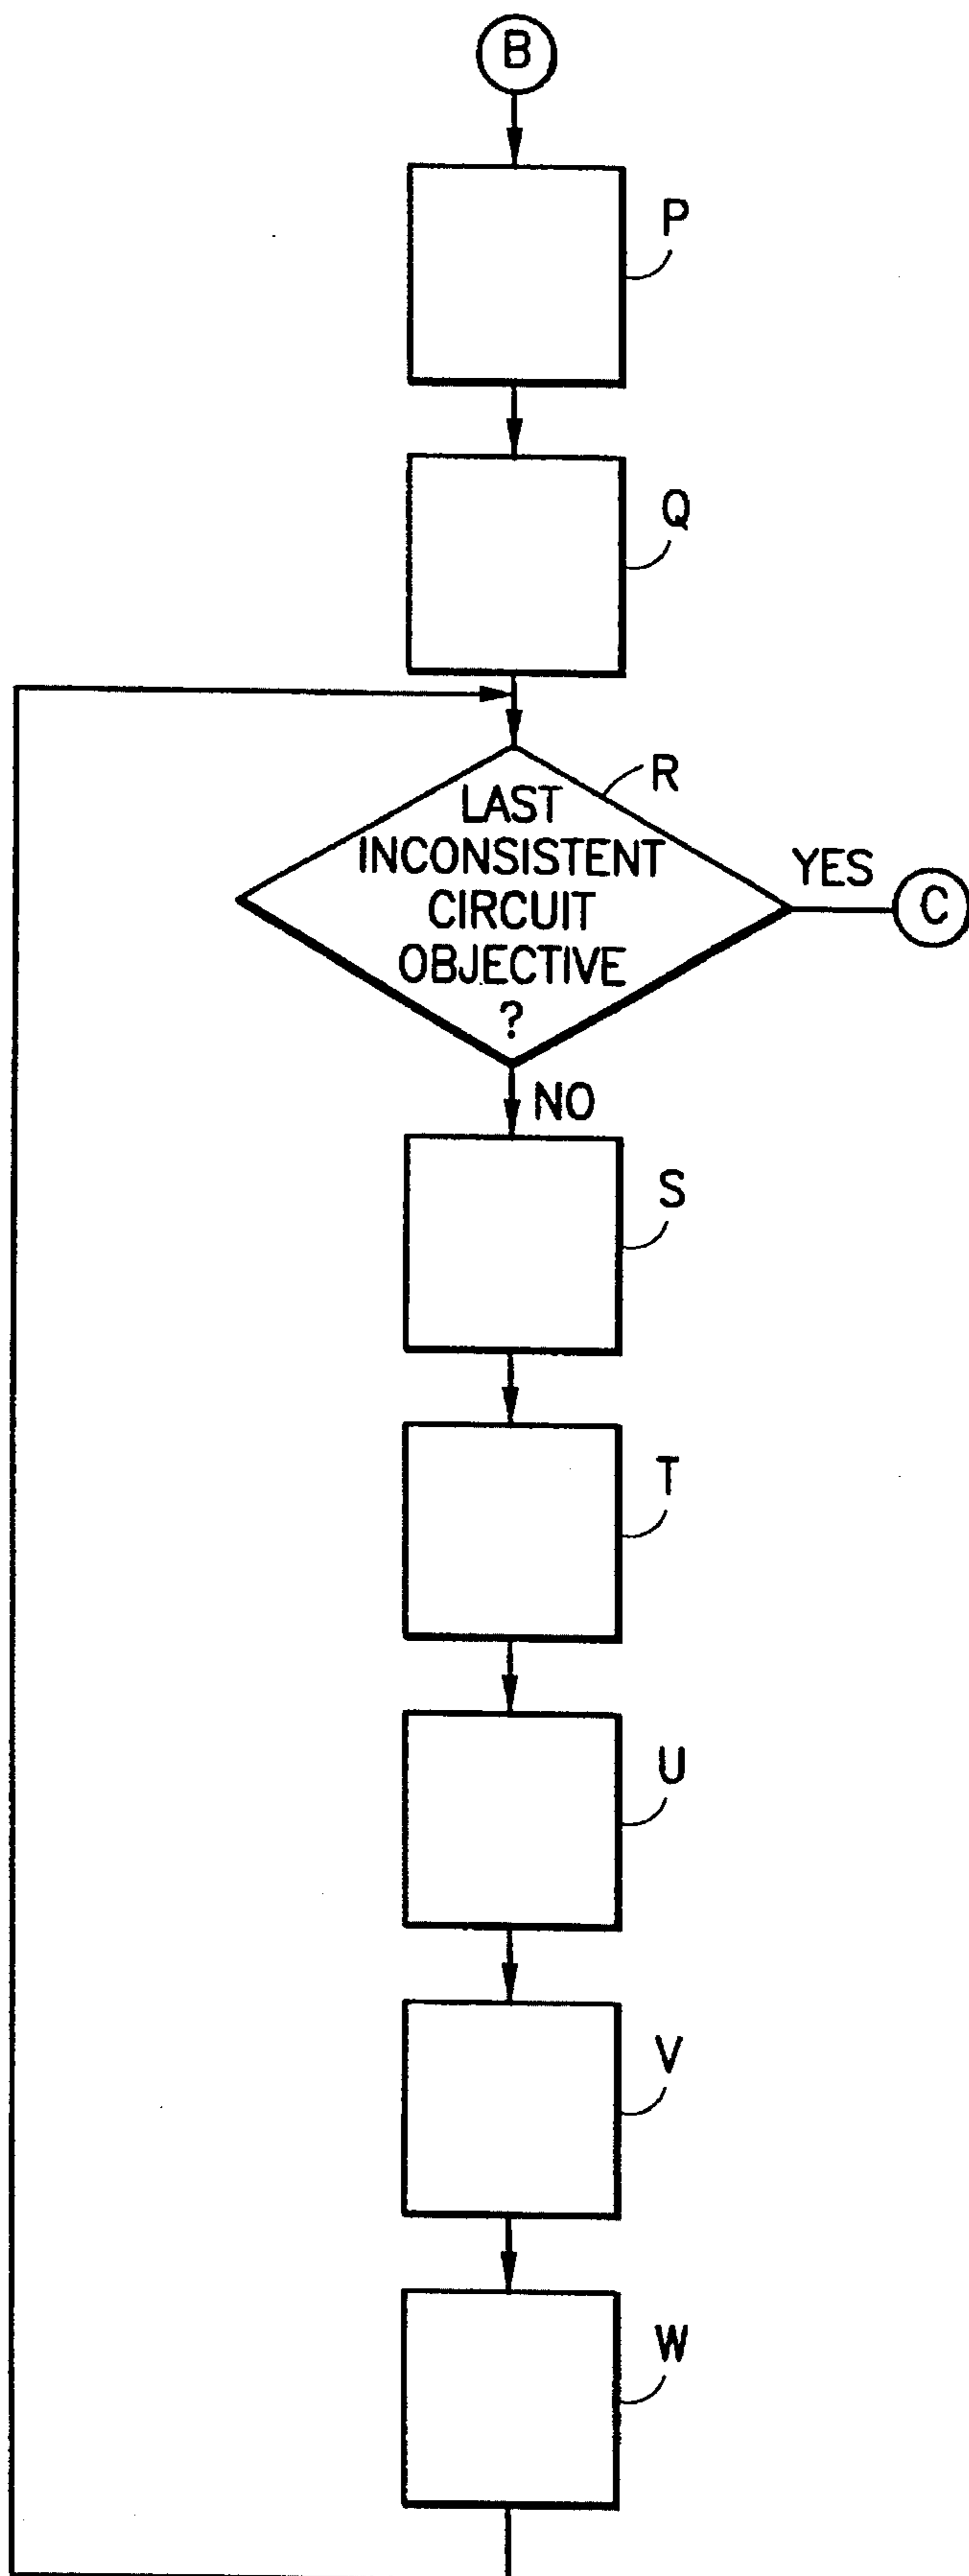 B
P
Q
R
LAST
INCONSISTENT
CIRCUIT
OBJECTIVE
?
YES
C
NO
S
T
U
V
W